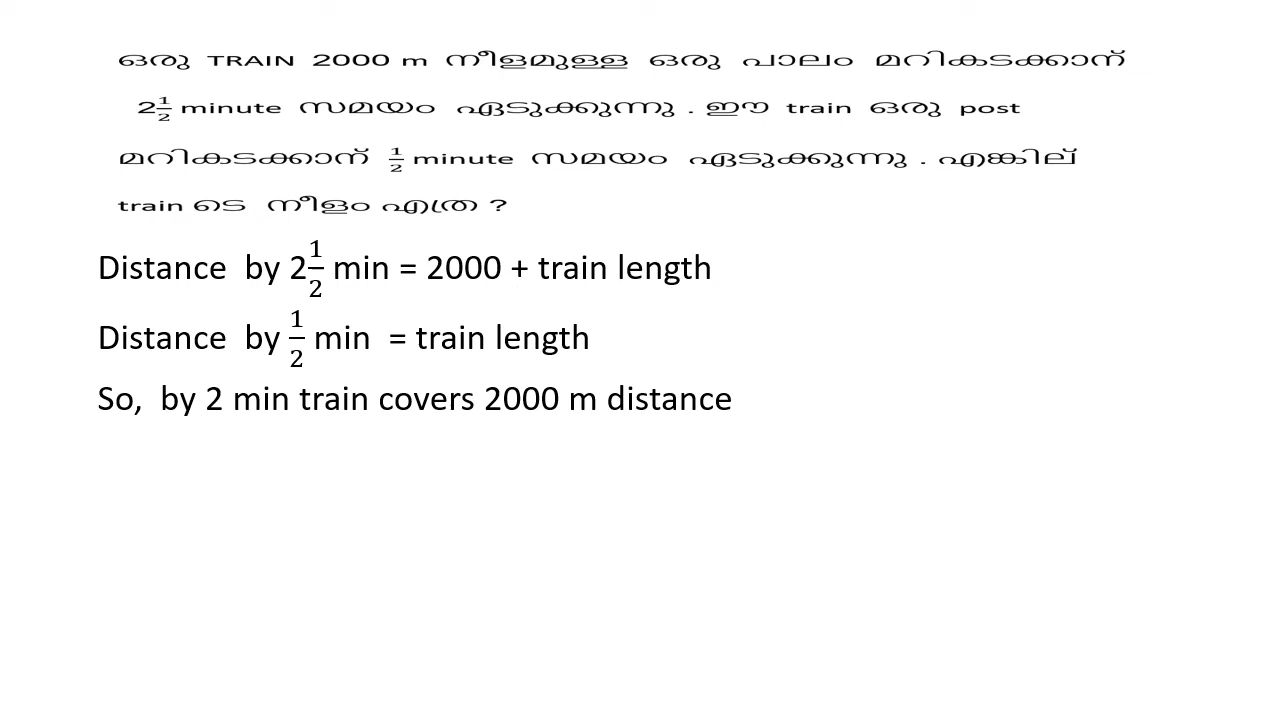 ഒരു TRAIN 2000 m നീളമുള്ള ഒരു പാലം മറികടക്കാന്
2½ minute സമയം ഏടുക്കുന്നു . ഈ train ഒരു post
മറികടക്കാന് ½ minute സമയം ഏടുക്കുന്നു . എങ്കില്
train ടെ നീളം എത്ര ?
Distance by 2½ min = 2000 + train length
Distance by ½ min = train length
So, by 2 min train covers 2000 m distance